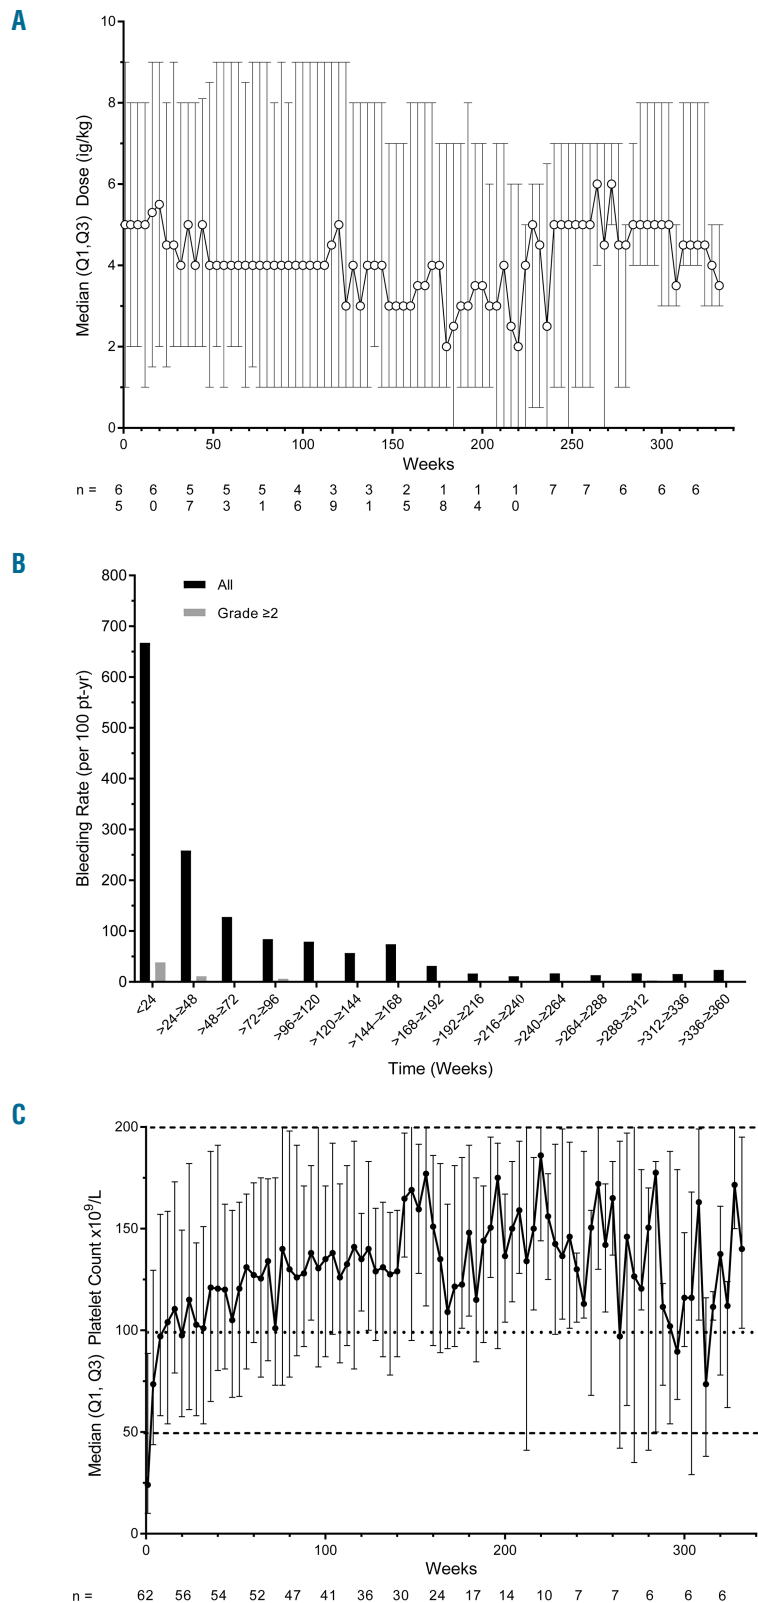 A
10
8
6
4
2
0
Median (Q1,Q3) Dose (ig/kg)
0 50 100 150 200 250 300
Weeks
n = 6 6 5 5 5 4 3 3 2 1 1 1 7 7 6 6 6
5 0 7 3 1 6 9 1 5 8 4 0
B
800
700
600
500
400
300
200
100
0
Bleeding Rate (per 100 pt-yr)
All
Grade ≥2
<24 >24-≥48 >48-≥72 >72-≥96 >96-≥120 >120-≥144 >144-≥168 >168-≥192 >192-≥216 >216-≥240 >240-≥264 >264-≥288 >288-≥312 >312-≥336 >336-≥360
Time (Weeks)
C
200
150
100
50
0
Median (Q1, Q3) Platelet Count x10⁹/L
0 100 200 300
Weeks
n = 62 56 54 52 47 41 36 30 24 17 14 10 7 7 6 6 6